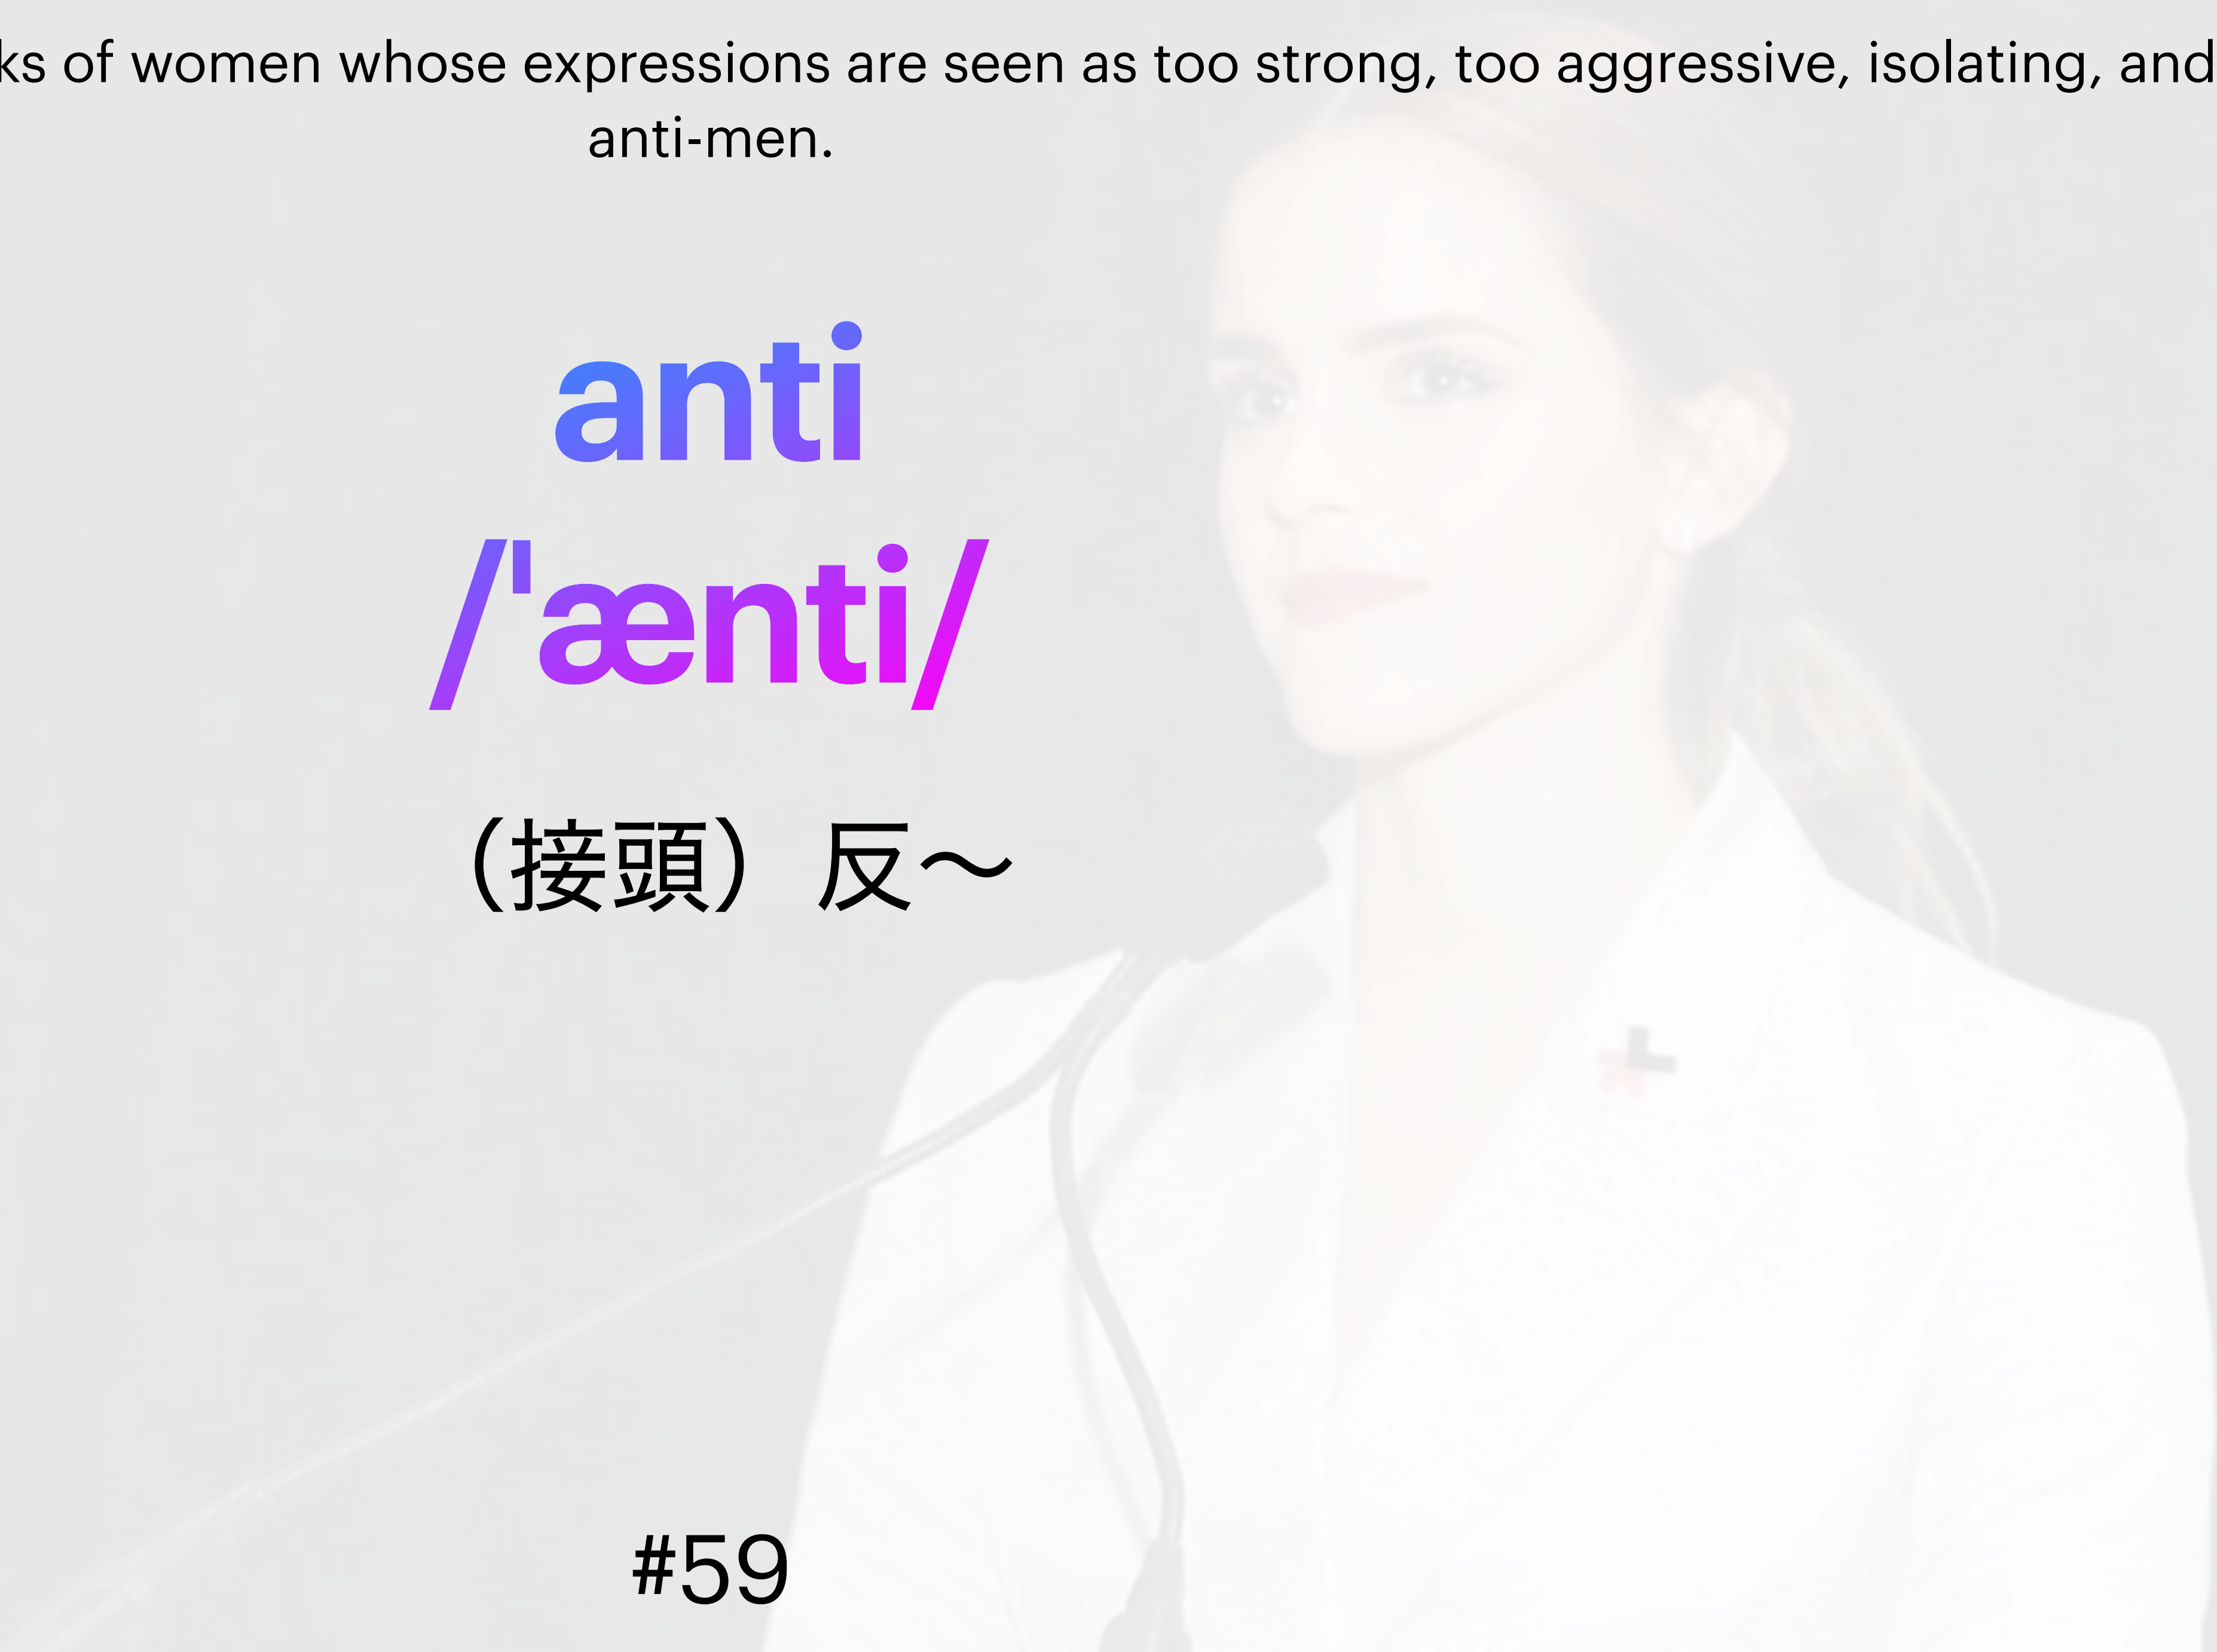 ks of women whose expressions are seen as too strong, too aggressive, isolating, and
anti-men.
anti
/ˈænti/
（接頭）反〜
#59